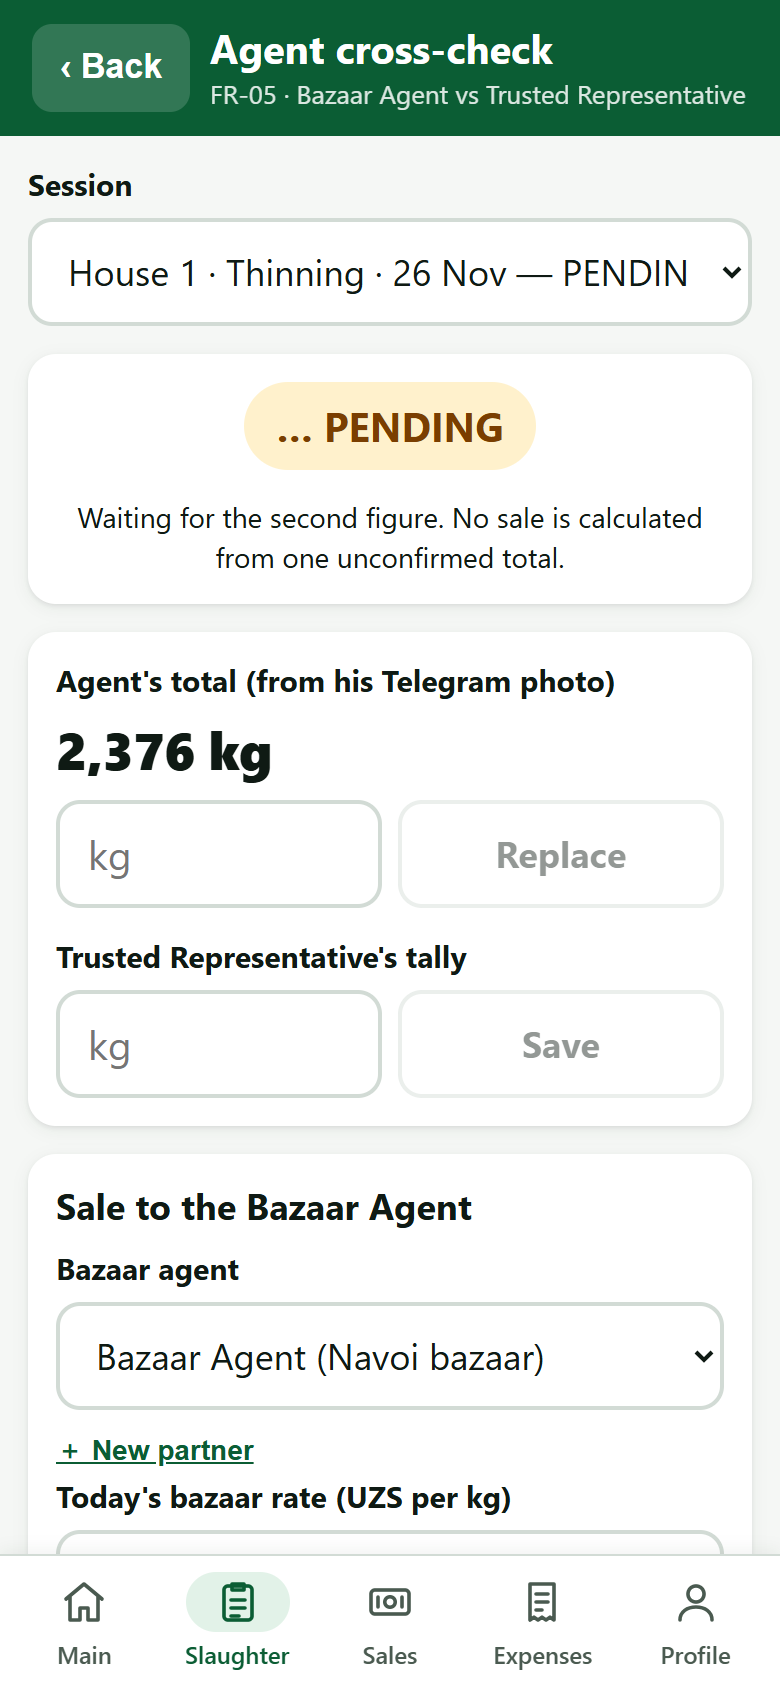 ‹ Back
Agent cross-check
FR-05 · Bazaar Agent vs Trusted Representative
Session
House 1 · Thinning · 26 Nov — PENDIN
... PENDING
Waiting for the second figure. No sale is calculated
from one unconfirmed total.
Agent's total (from his Telegram photo)
2,376 kg
kg
Replace
Trusted Representative's tally
kg
Save
Sale to the Bazaar Agent
Bazaar agent
Bazaar Agent (Navoi bazaar)
+ New partner
Today's bazaar rate (UZS per kg)
Main
Slaughter
Sales
Expenses
Profile